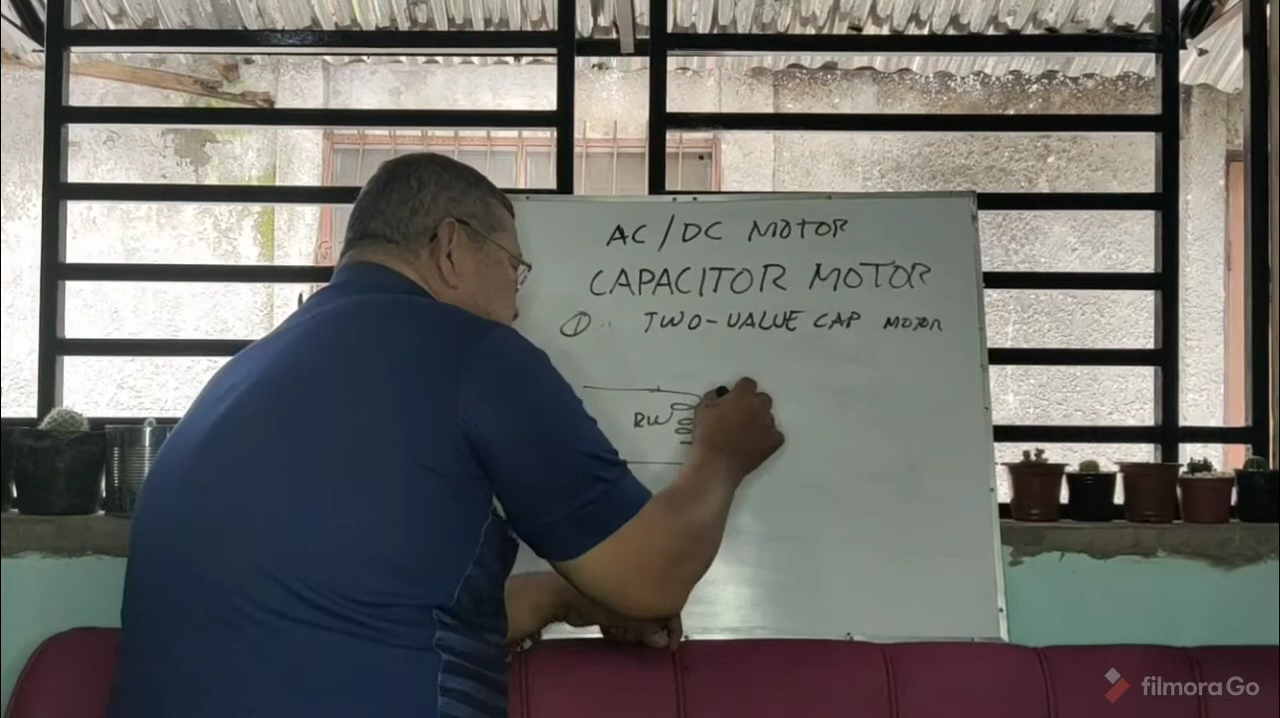 AC/DC MOTOR
CAPACITOR MOTOR
① TWO-VALUE CAP MOTOR
RW
filmoraGo